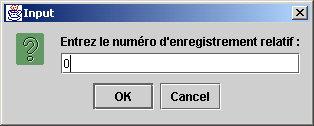 Input
Entrez le numéro d'enregistrement relatif :
0
OK Cancel